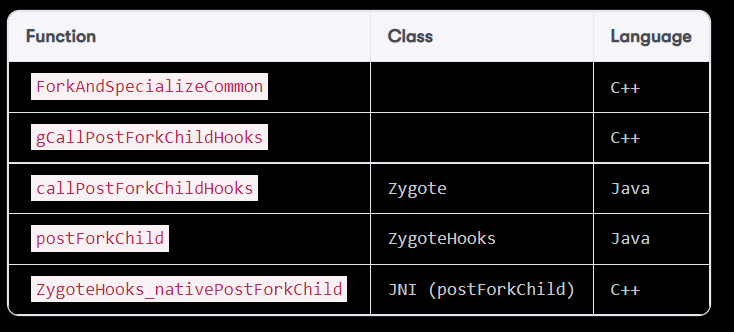 Function Class Language
ForkAndSpecializeCommon C++
gCallPostForkChildHooks C++
callPostForkChildHooks Zygote Java
postForkChild ZygoteHooks Java
ZygoteHooks_nativePostForkChild JNI (postForkChild) C++